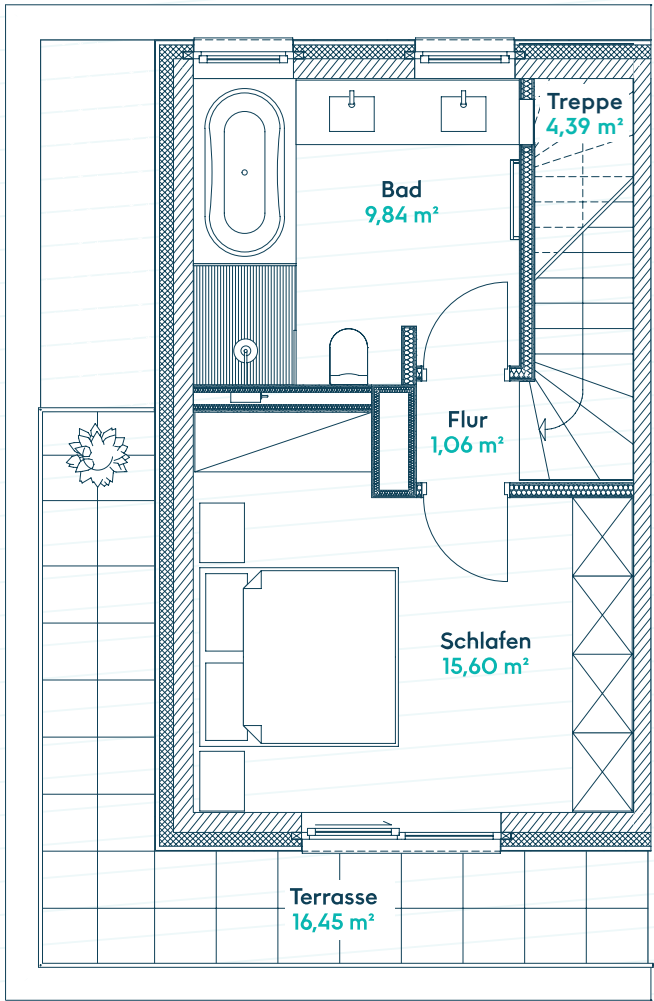 Treppe
4,39 m²
Bad
9,84 m²
Flur
1,06 m²
Schlafen
15,60 m²
Terrasse
16,45 m²